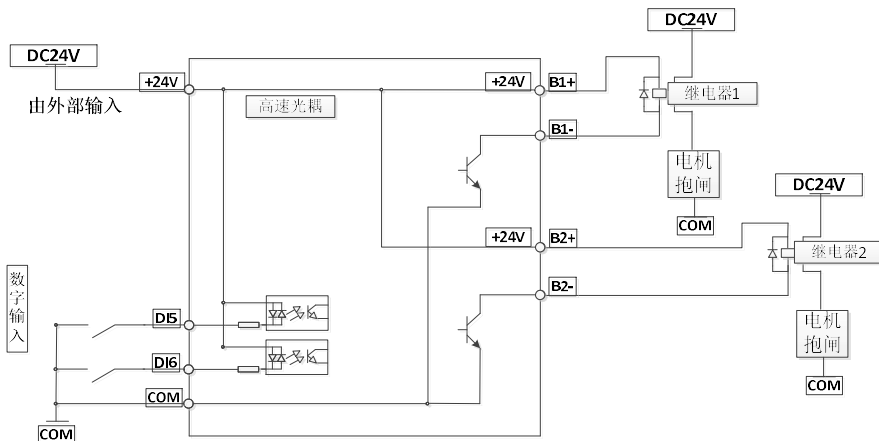 DC24V
DC24V
+24V
+24V
B1+
由外部输入
高速光耦
继电器1
B1-
电机
抱闸
DC24V
COM
+24V
B2+
继电器2
数字输入
B2-
DI5
电机
抱闸
DI6
COM
COM
COM